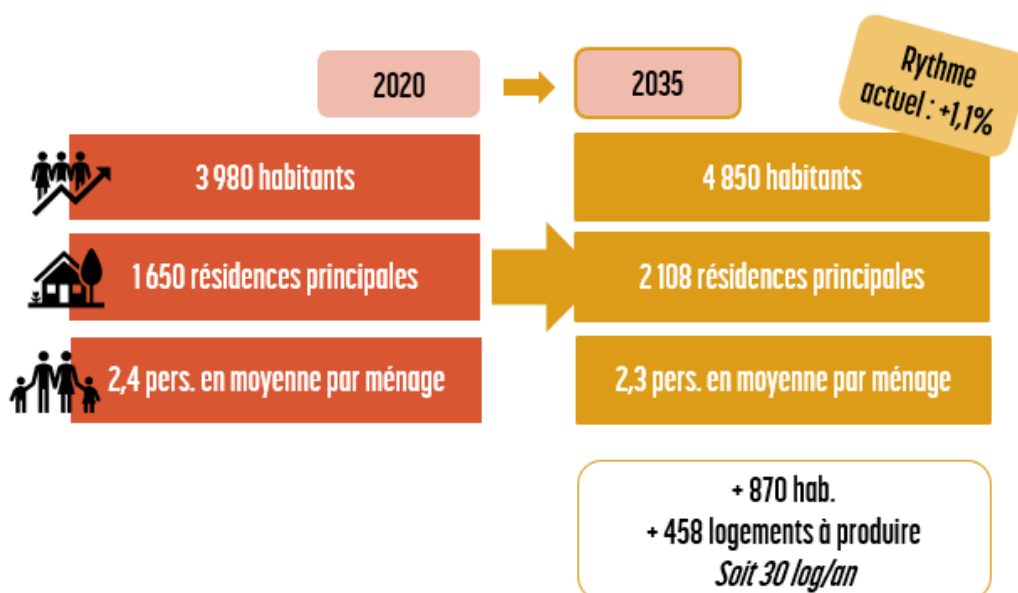 2020
2035
Rythme
actuel : +1,1%
3 980 habitants
4 850 habitants
1 650 résidences principales
2 108 résidences principales
2,4 pers. en moyenne par ménage
2,3 pers. en moyenne par ménage
+ 870 hab.
+ 458 logements à produire
Soit 30 log/an